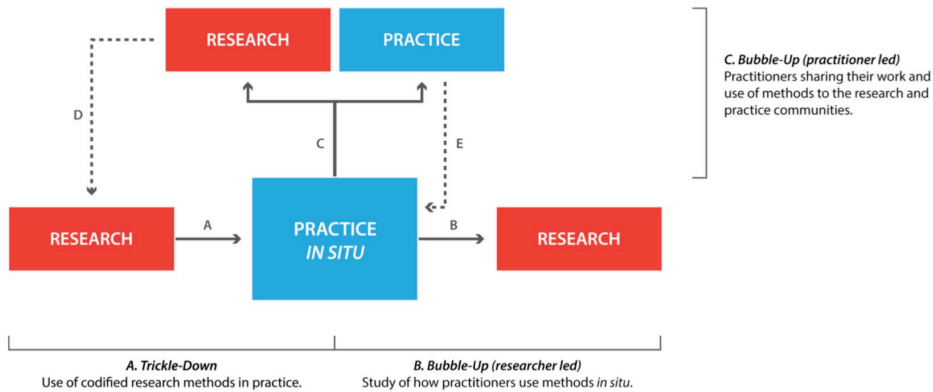 RESEARCH
PRACTICE
C. Bubble-Up (practitioner led)
Practitioners sharing their work and
use of methods to the research and
practice communities.
D
C
E
RESEARCH
A
PRACTICE
IN SITU
B
RESEARCH
A. Trickle-Down
Use of codified research methods in practice.
B. Bubble-Up (researcher led)
Study of how practitioners use methods in situ.